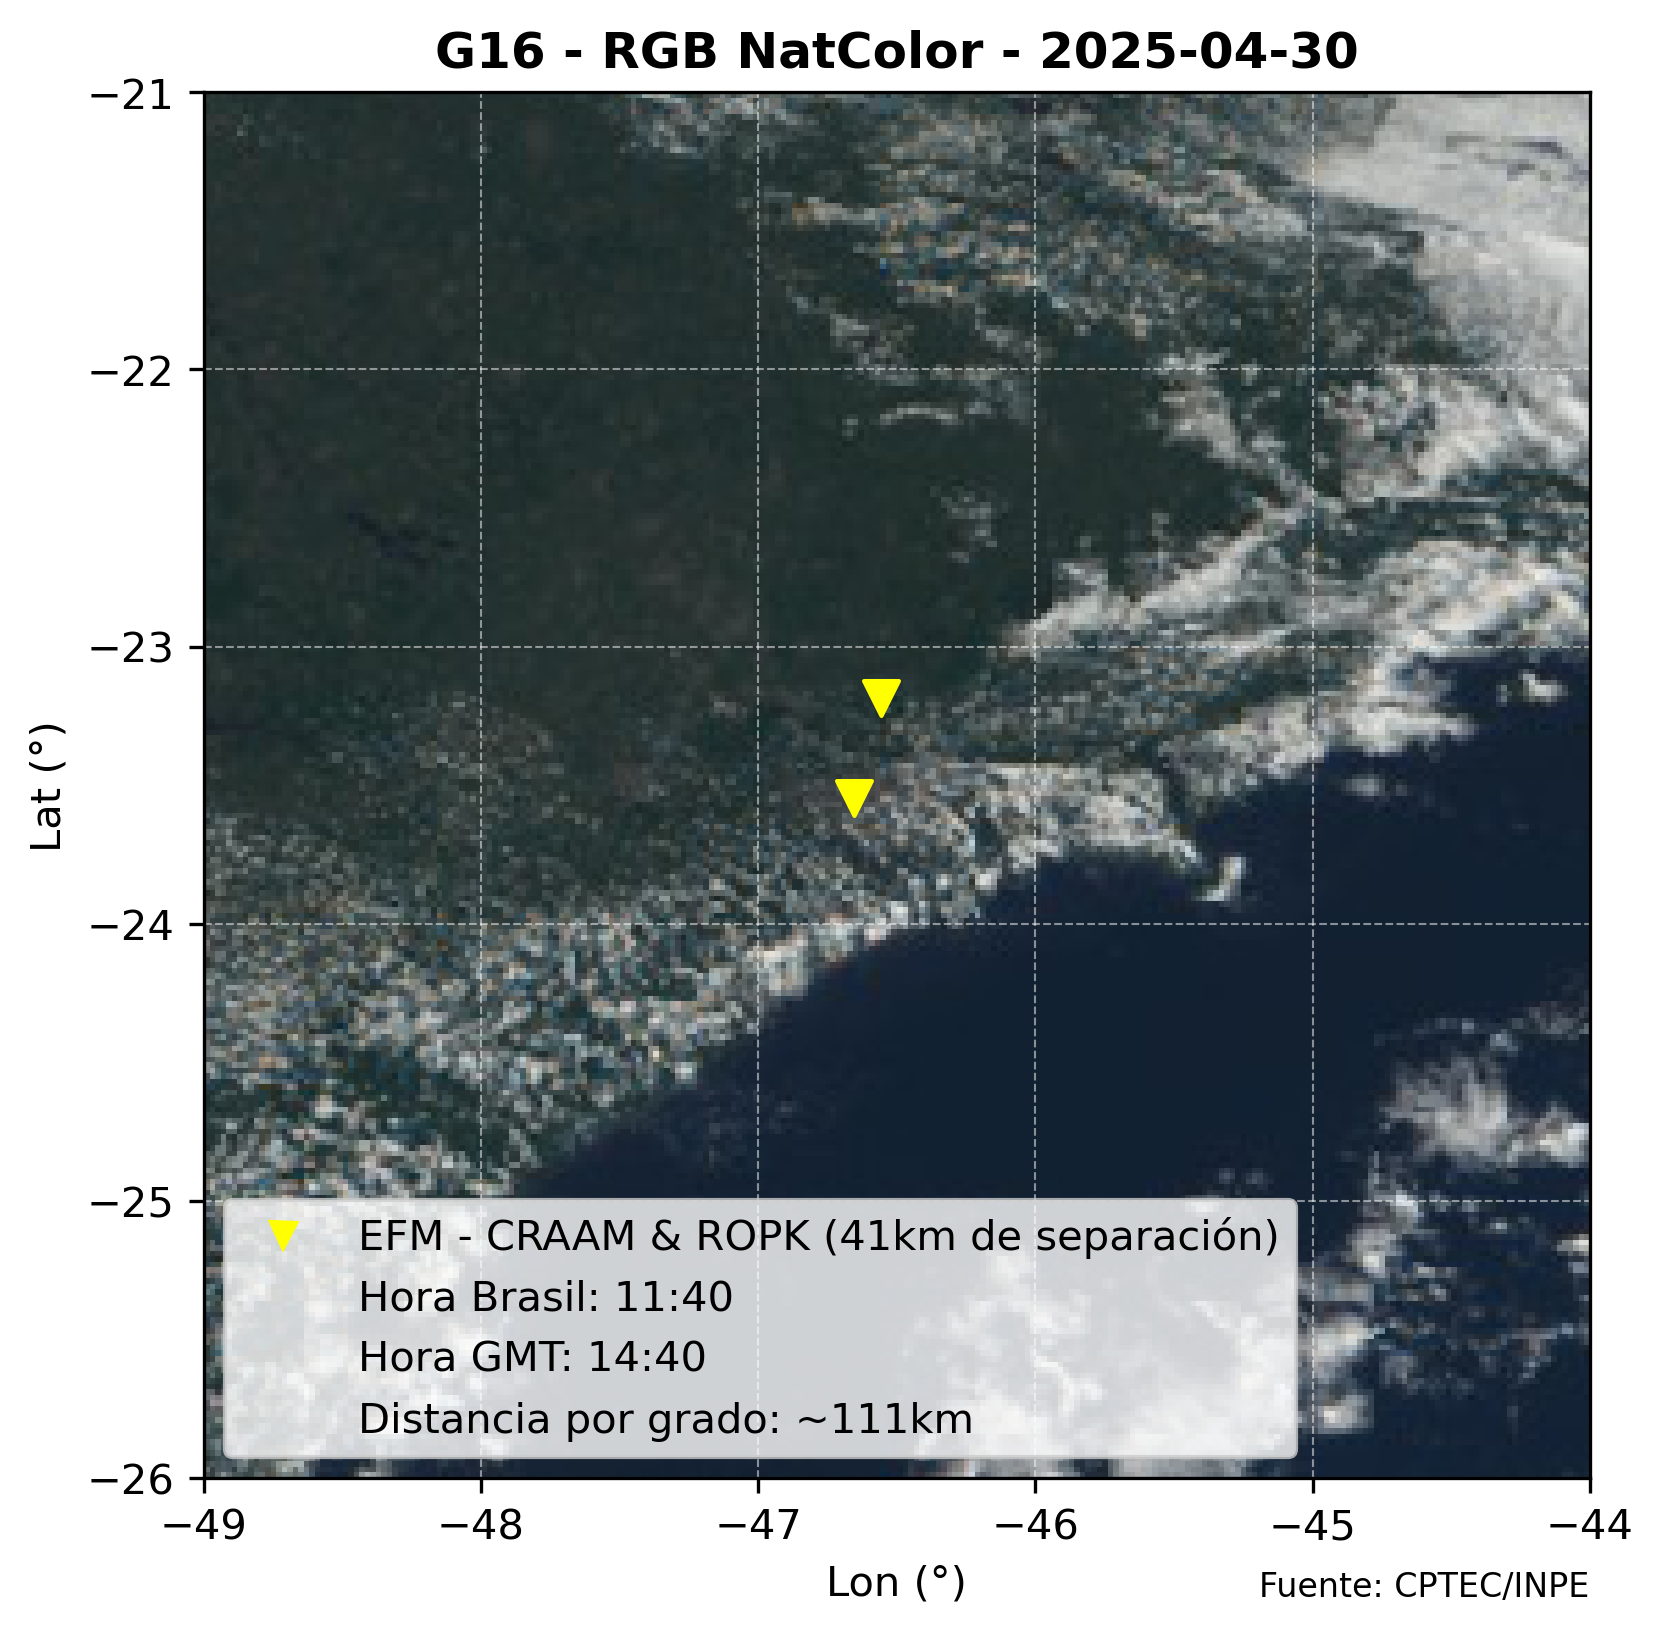 G16 - RGB NatColor - 2025-04-30
−21
−22
−23
−24
−25
−26
Lat (°)
EFM - CRAAM & ROPK (41km de separación)
Hora Brasil: 11:40
Hora GMT: 14:40
Distancia por grado: ~111km
−49 −48 −47 −46 −45 −44
Lon (°)
Fuente: CPTEC/INPE